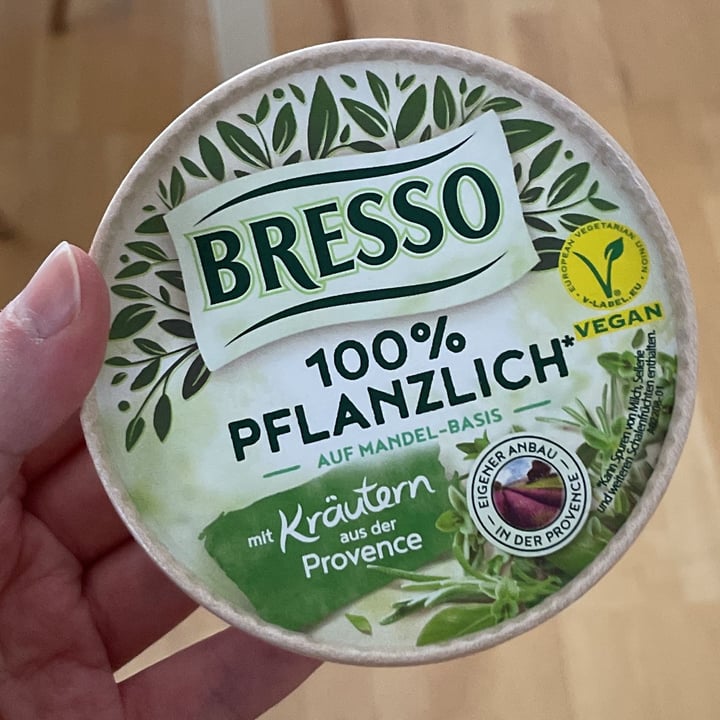 BRESSO
100%
PFLANZLICH*
AUF MANDEL-BASIS
mit Kräutern
aus der
Provence
EUROPEAN VEGETARIAN UNION
V-LABEL.EU
VEGAN
EIGENER ANBAU
IN DER PROVENCE
*Kann Spuren von Milch, Sellerie
und weiteren Schalenfrüchten enthalten.